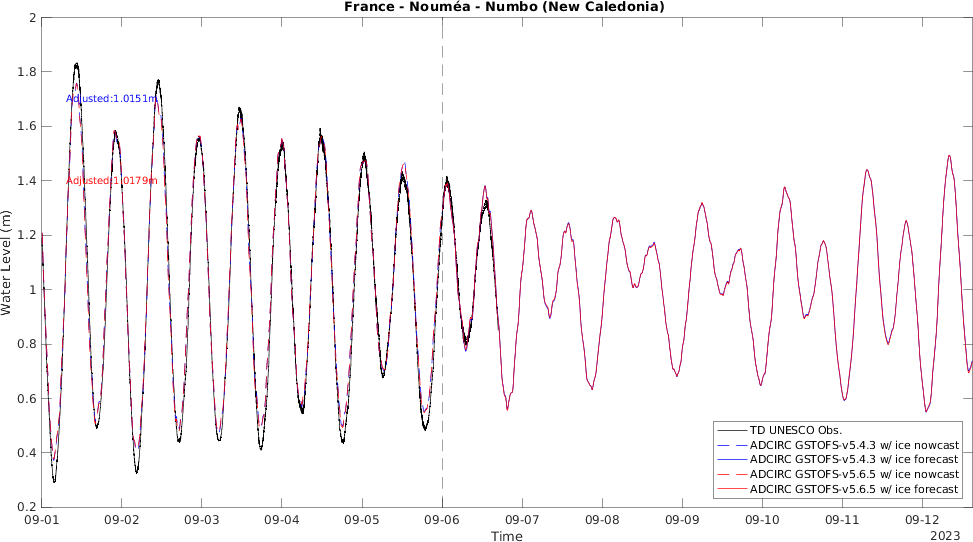 France - Nouméa - Numbo (New Caledonia)
2
1.8
1.6
1.4
1.2
1
0.8
0.6
0.4
0.2
Water Level (m)
Adjusted:1.0151m
Adjusted:1.0179m
TD UNESCO Obs.
ADCIRC GSTOFS-v5.4.3 w/ ice nowcast
ADCIRC GSTOFS-v5.4.3 w/ ice forecast
ADCIRC GSTOFS-v5.6.5 w/ ice nowcast
ADCIRC GSTOFS-v5.6.5 w/ ice forecast
09-01 09-02 09-03 09-04 09-05 09-06 09-07 09-08 09-09 09-10 09-11 09-12
Time
2023